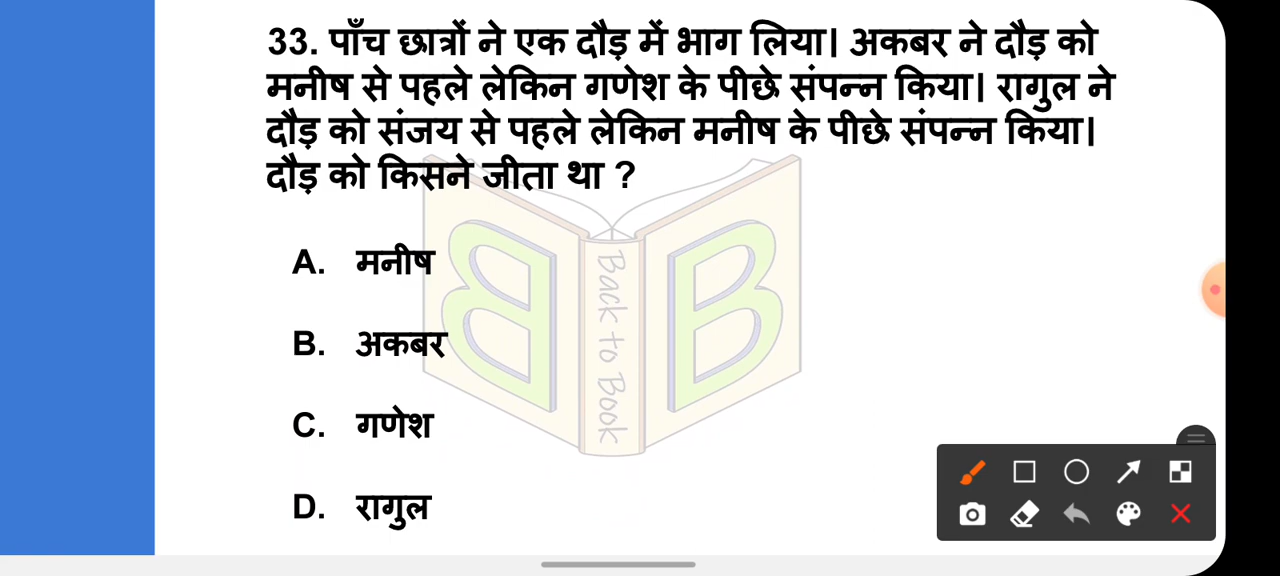 33. पाँच छात्रों ने एक दौड़ में भाग लिया। अकबर ने दौड़ को
मनीष से पहले लेकिन गणेश के पीछे संपन्न किया। रागुल ने
दौड़ को संजय से पहले लेकिन मनीष के पीछे संपन्न किया।
दौड़ को किसने जीता था ?
A. मनीष
B. अकबर
C. गणेश
D. रागुल
B B
Back to Book